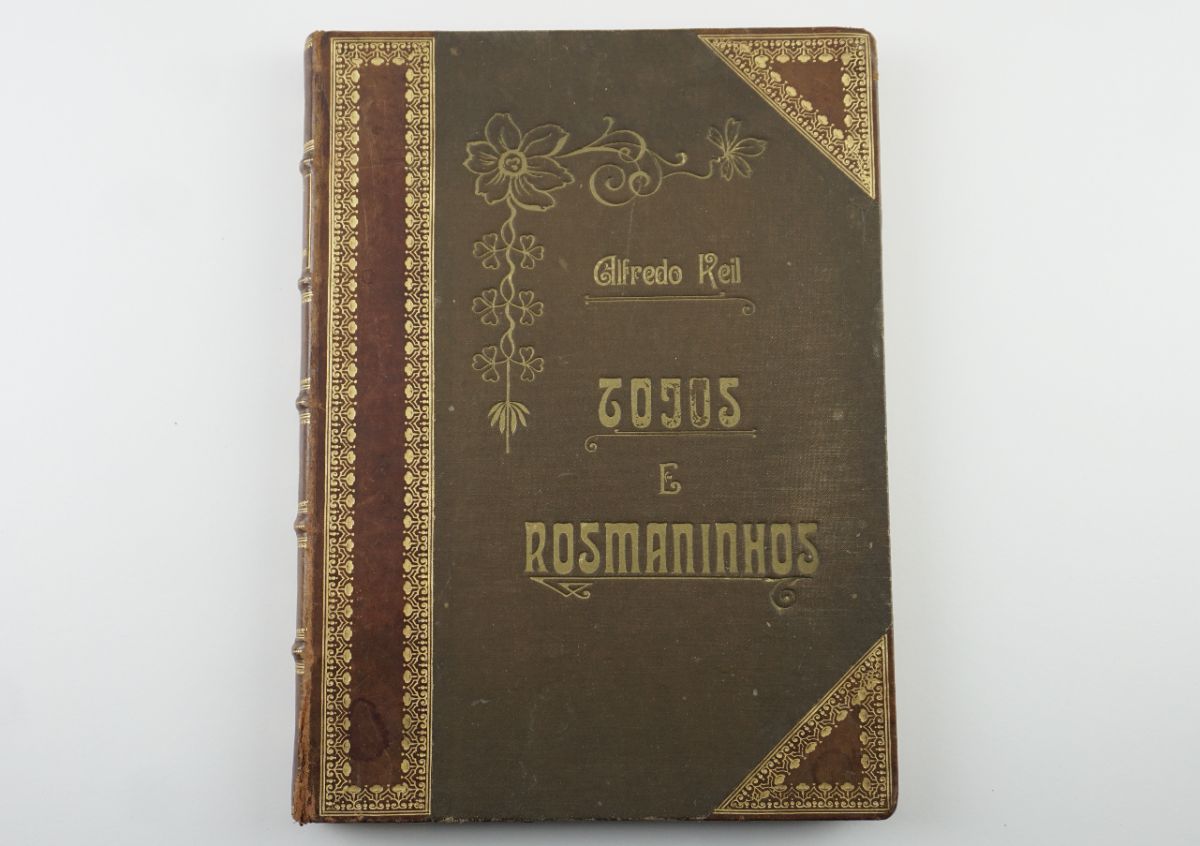 Alfredo Keil
TOJOS
E
ROSMANINHOS